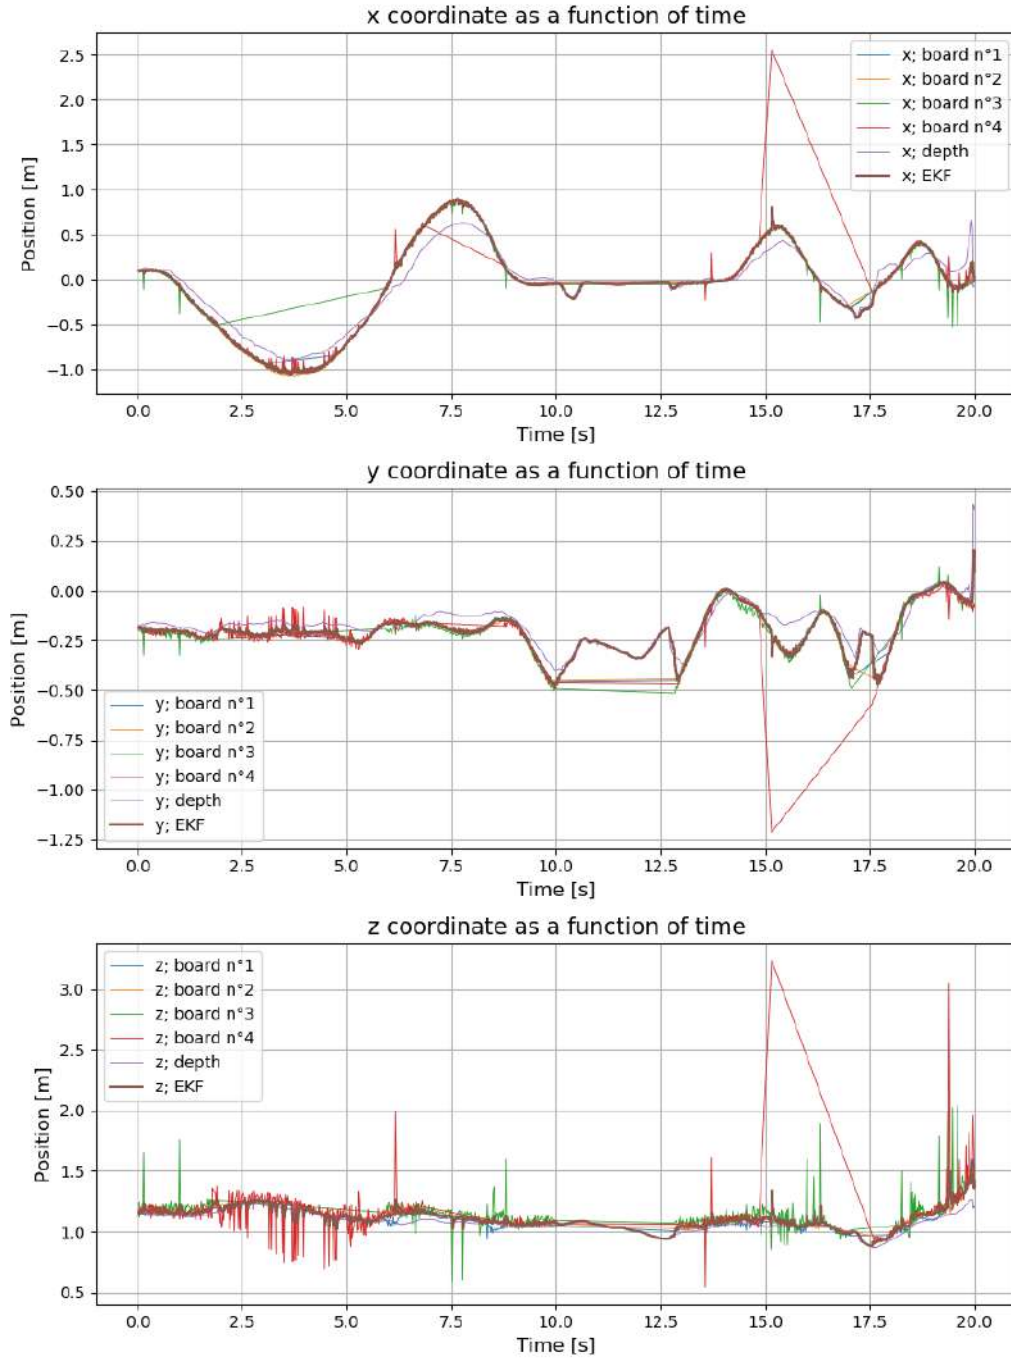 x coordinate as a function of time
2.5
2.0
1.5
1.0
0.5
0.0
−0.5
−1.0
Position [m]
x; board n°1
x; board n°2
x; board n°3
x; board n°4
x; depth
x; EKF
0.0 2.5 5.0 7.5 10.0 12.5 15.0 17.5 20.0
Time [s]
y coordinate as a function of time
0.50
0.25
0.00
−0.25
−0.50
−0.75
−1.00
−1.25
Position [m]
y; board n°1
y; board n°2
y; board n°3
y; board n°4
y; depth
y; EKF
0.0 2.5 5.0 7.5 10.0 12.5 15.0 17.5 20.0
Time [s]
z coordinate as a function of time
3.0
2.5
2.0
1.5
1.0
0.5
Position [m]
z; board n°1
z; board n°2
z; board n°3
z; board n°4
z; depth
z; EKF
0.0 2.5 5.0 7.5 10.0 12.5 15.0 17.5 20.0
Time [s]